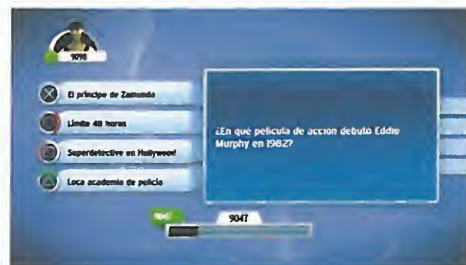 9098
El príncipe de Zamunda
Límite 48 horas
Superdetective en Hollywood
Loca academia de policía
¿En qué película de acción debutó Eddie
Murphy en 1982?
9047